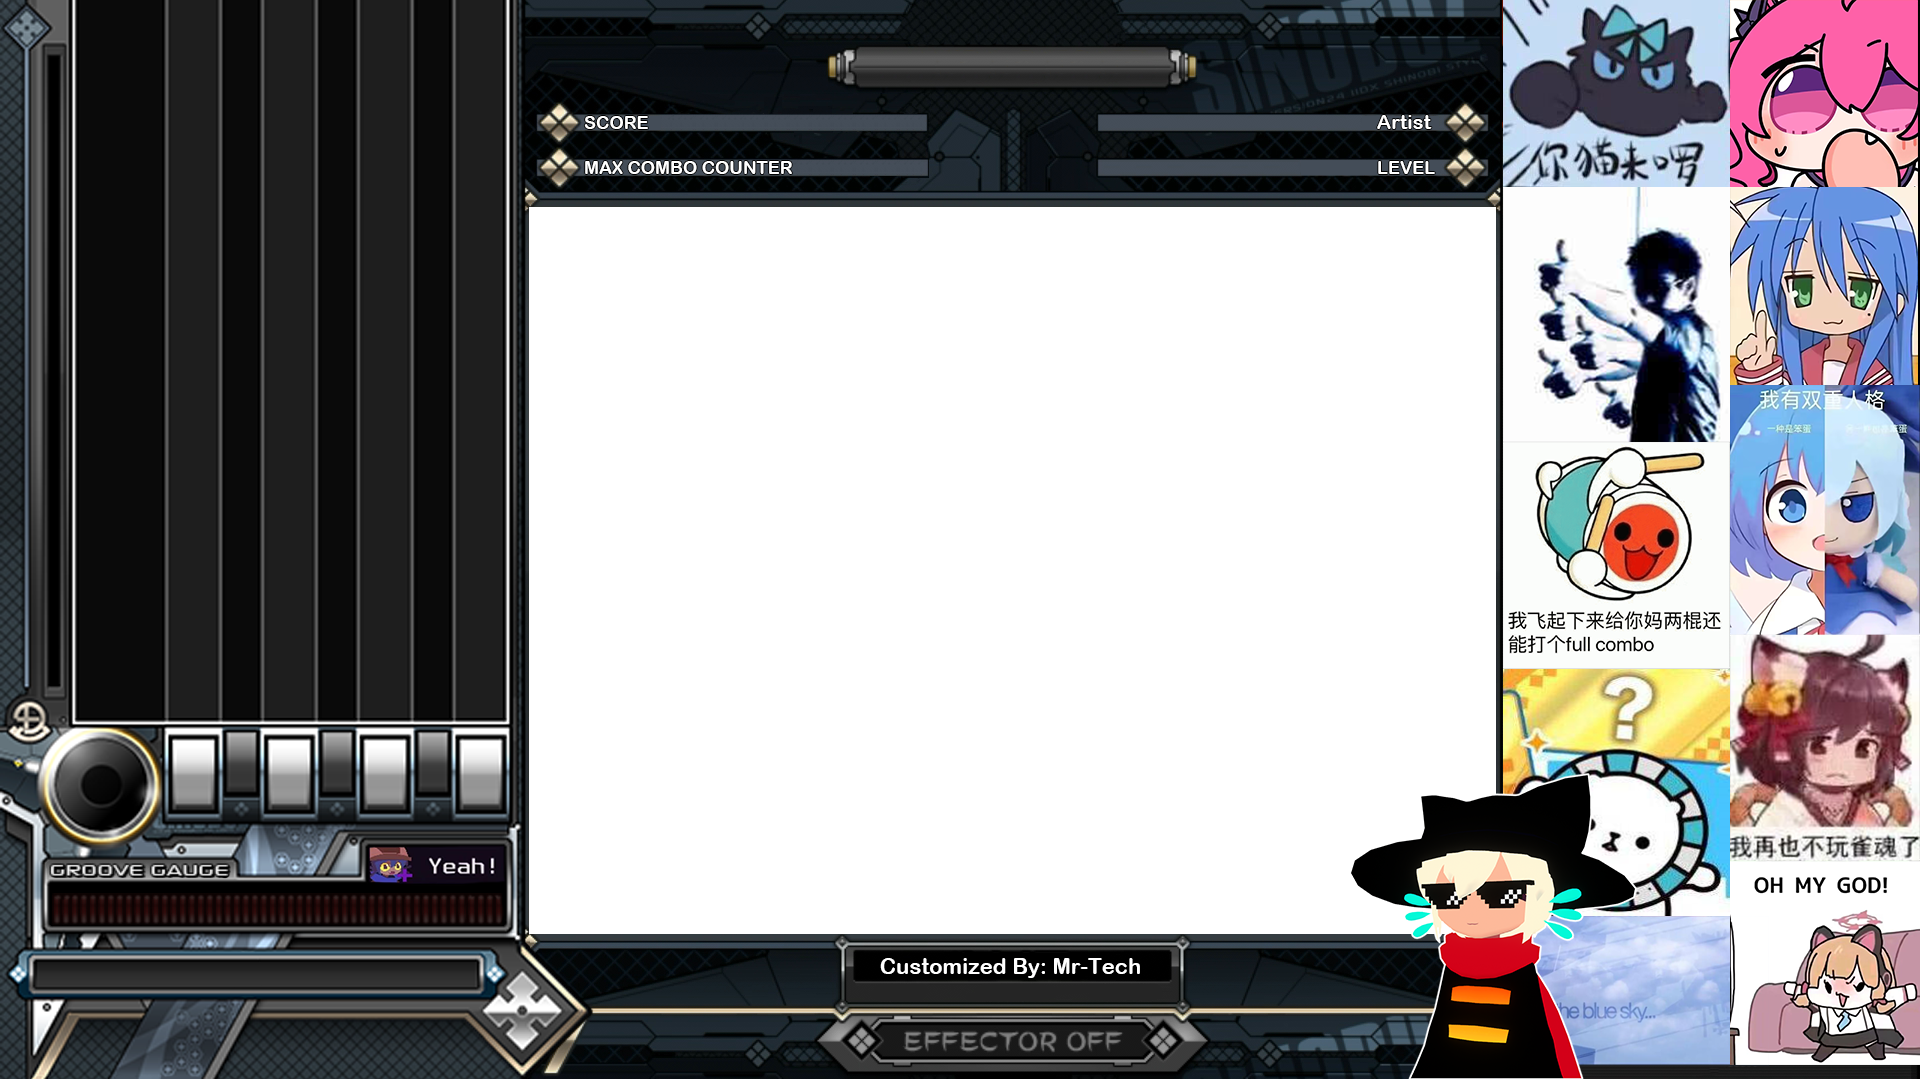 SCORE
Artist
MAX COMBO COUNTER
LEVEL
你猫来啰
我有双重人格
一种是笨蛋
我飞起下来给你妈两棍还
能打个full combo
?
我再也不玩雀魂了
GROOVE GAUGE
Yeah!
OH MY GOD!
Customized By: Mr-Tech
he blue sky...
EFFECTOR OFF